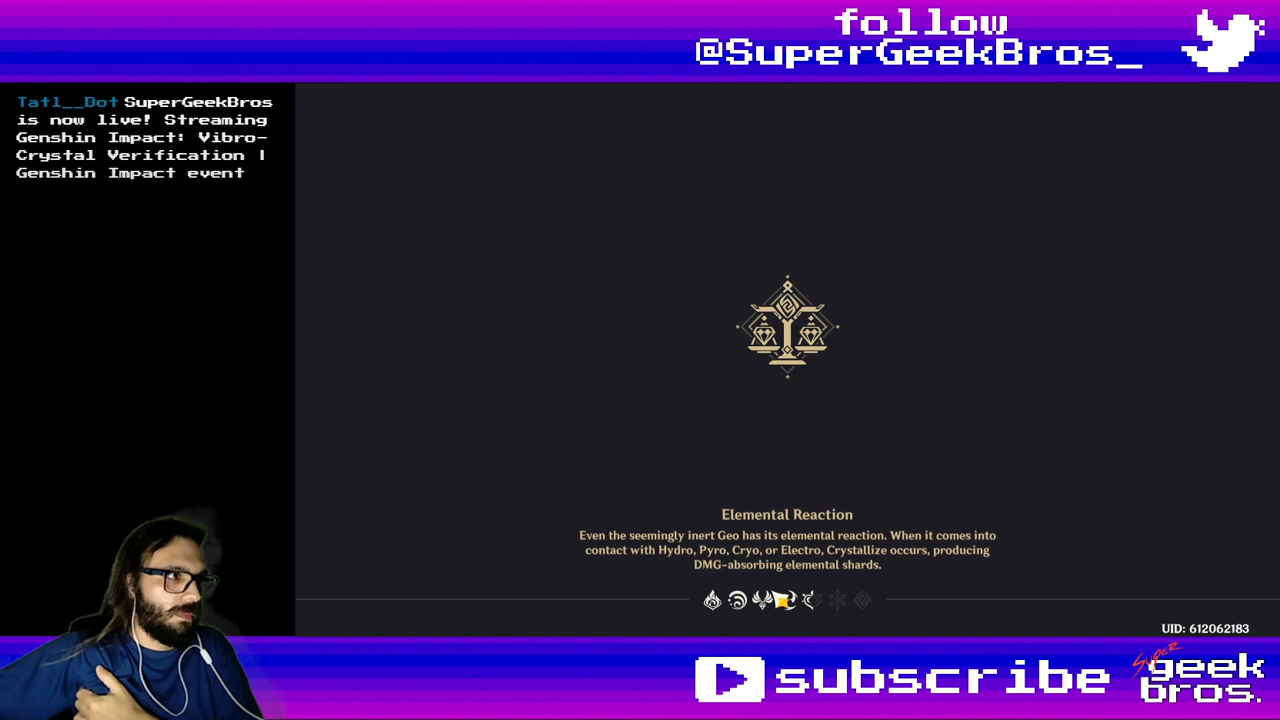 follow
@SuperGeekBros_
Tatl__Bot SuperGeekBros
is now live! Streaming
Genshin Impact: Vibro-
Crystal Verification |
Genshin Impact event
Elemental Reaction
Even the seemingly inert Geo has its elemental reaction. When it comes into
contact with Hydro, Pyro, Cryo, or Electro, Crystallize occurs, producing
DMG-absorbing elemental shards.
UID: 612062183
subscribe
SUPER
geek
bros.